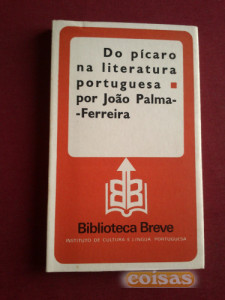 Do pícaro
na literatura
portuguesa
por João Palma-
-Ferreira
Biblioteca Breve
INSTITUTO DE CULTURA E LÍNGUA PORTUGUESA
coisas